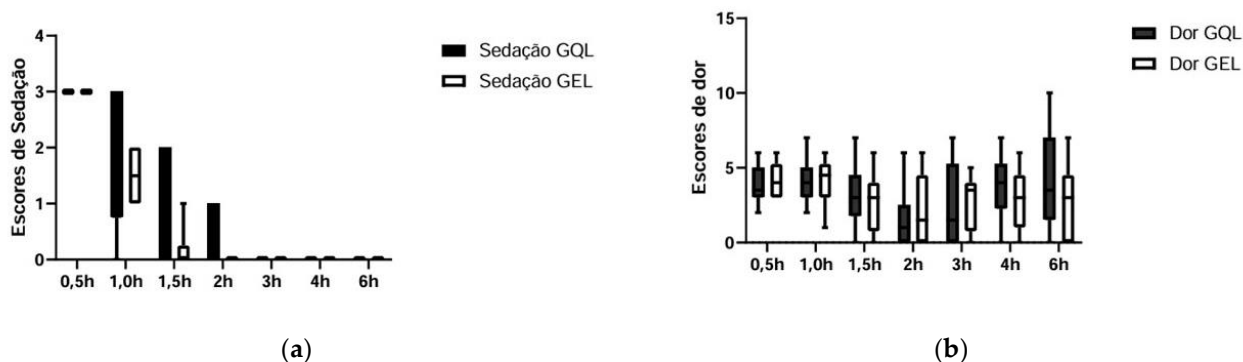 Escores de Sedação
4
3
2
1
0
0,5h 1,0h 1,5h 2h 3h 4h 6h
Sedação GQL
Sedação GEL
(a)
Escores de dor
15
10
5
0
0,5h 1,0h 1,5h 2h 3h 4h 6h
Dor GQL
Dor GEL
(b)